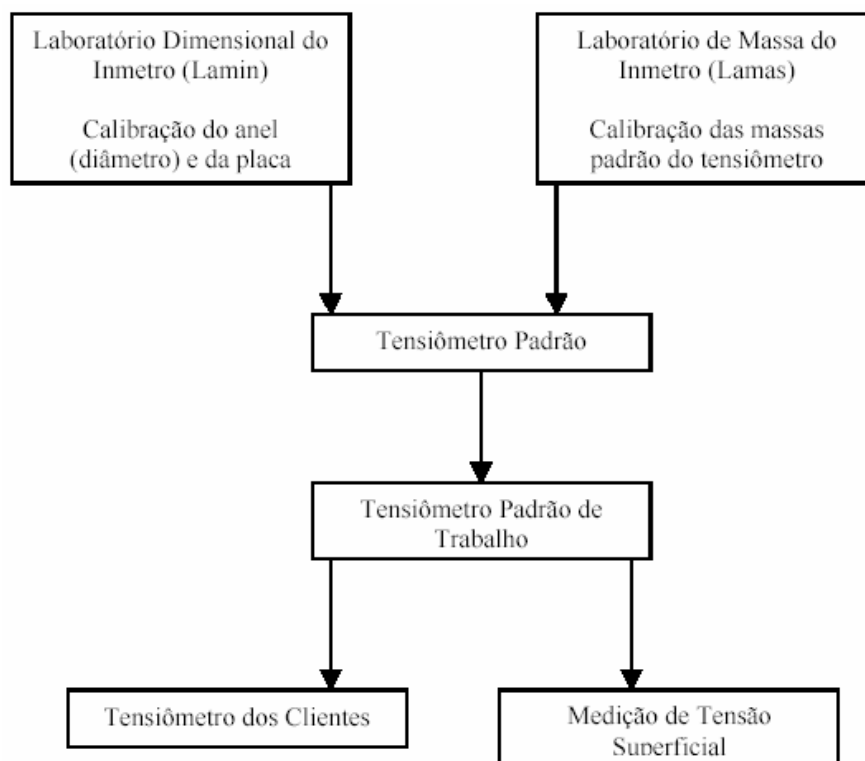 Laboratório Dimensional do
Inmetro (Lamin)
Calibração do anel
(diâmetro) e da placa
Laboratório de Massa do
Inmetro (Lamas)
Calibração das massas
padrão do tensiômetro
Tensiômetro Padrão
Tensiômetro Padrão de
Trabalho
Tensiômetro dos Clientes
Medição de Tensão
Superficial